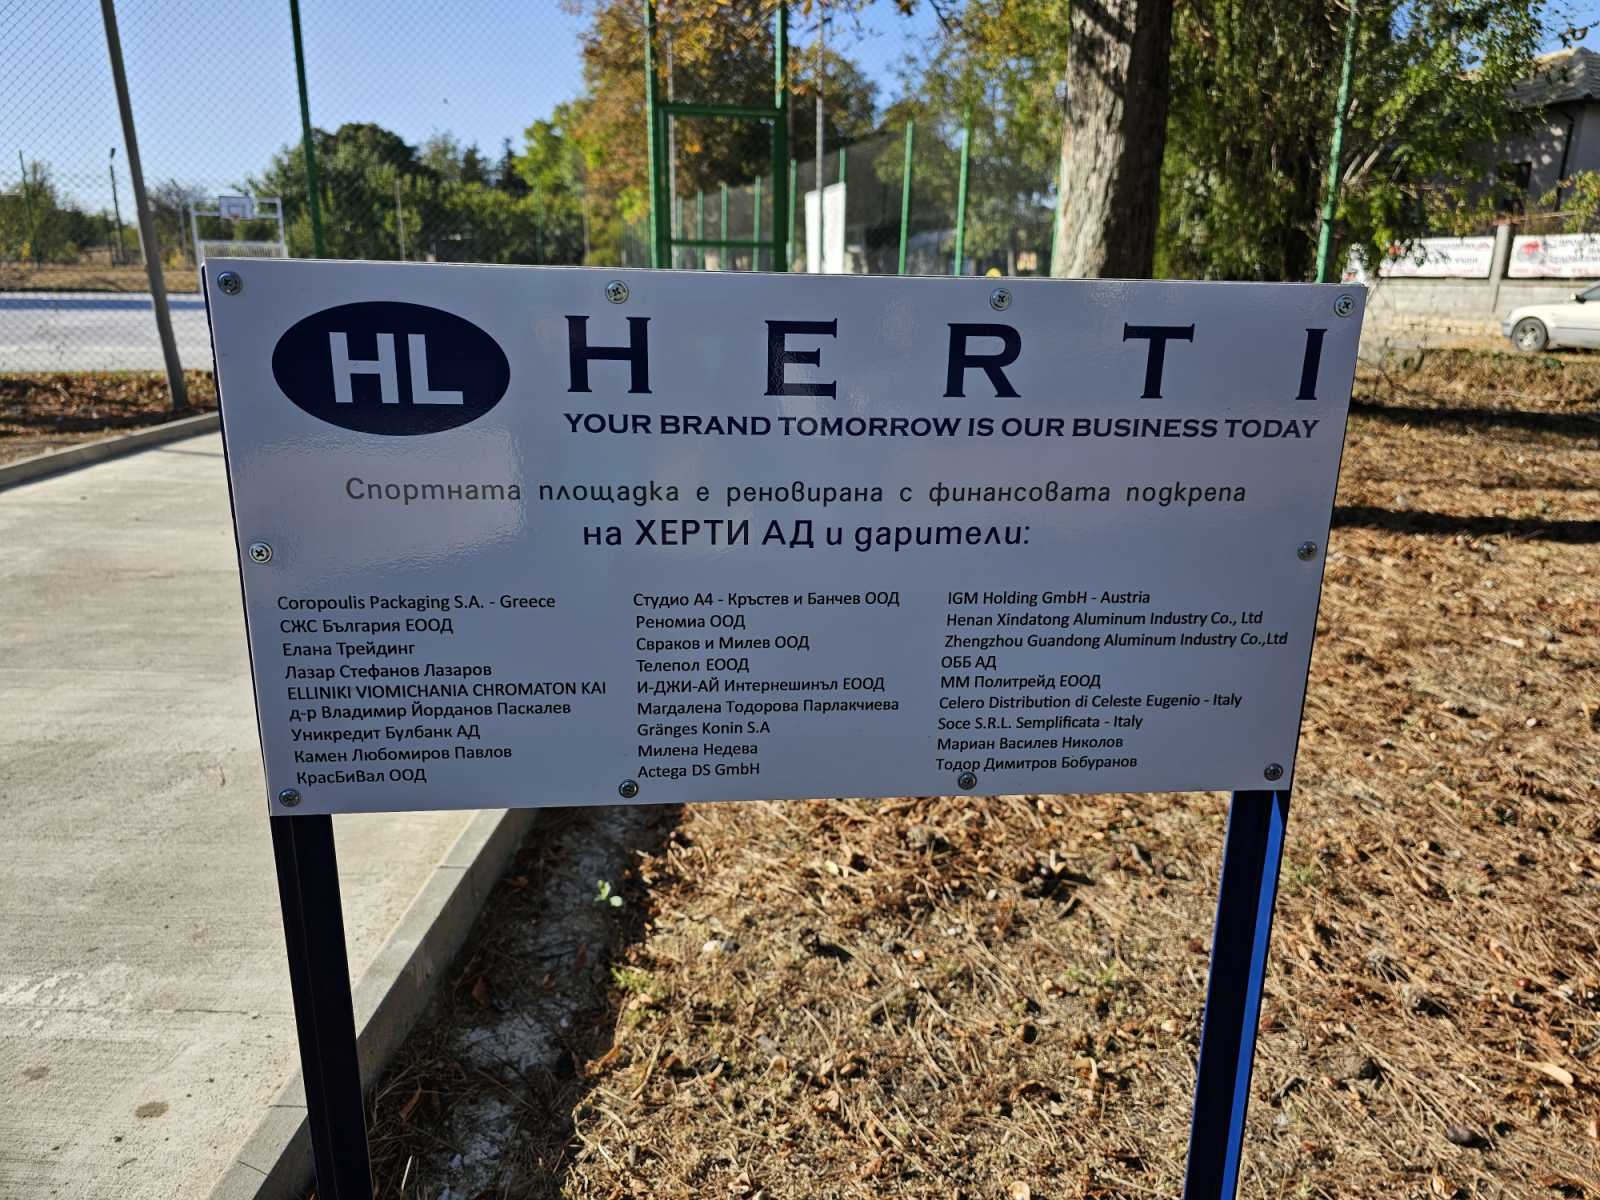 HL
HERTI
YOUR BRAND TOMORROW IS OUR BUSINESS TODAY
Спортната площадка е реновирана с финансовата подкрепа
на ХЕРТИ АД и дарители:
Coropoulis Packaging S.A. - Greece
СЖС България ЕООД
Елана Трейдинг
Лазар Стефанов Лазаров
ELLINIKI VIOMICHANIA CHROMATON KAI
д-р Владимир Йорданов Паскалев
Уникредит Булбанк АД
Камен Любомиров Павлов
КрасБиВал ООД
Студио А4 - Кръстев и Банчев ООД
Реномиа ООД
Свраков и Милев ООД
Телепол ЕООД
И-ДЖИ-АЙ Интернешинъл ЕООД
Магдалена Тодорова Парлакчиева
Gränges Konin S.A
Милена Недева
Actega DS GmbH
IGM Holding GmbH - Austria
Henan Xindatong Aluminum Industry Co., Ltd
Zhengzhou Guandong Aluminum Industry Co.,Ltd
ОББ АД
ММ Политрейд ЕООД
Celero Distribution di Celeste Eugenio - Italy
Soce S.R.L. Semplificata - Italy
Мариан Василев Николов
Тодор Димитров Бобуранов